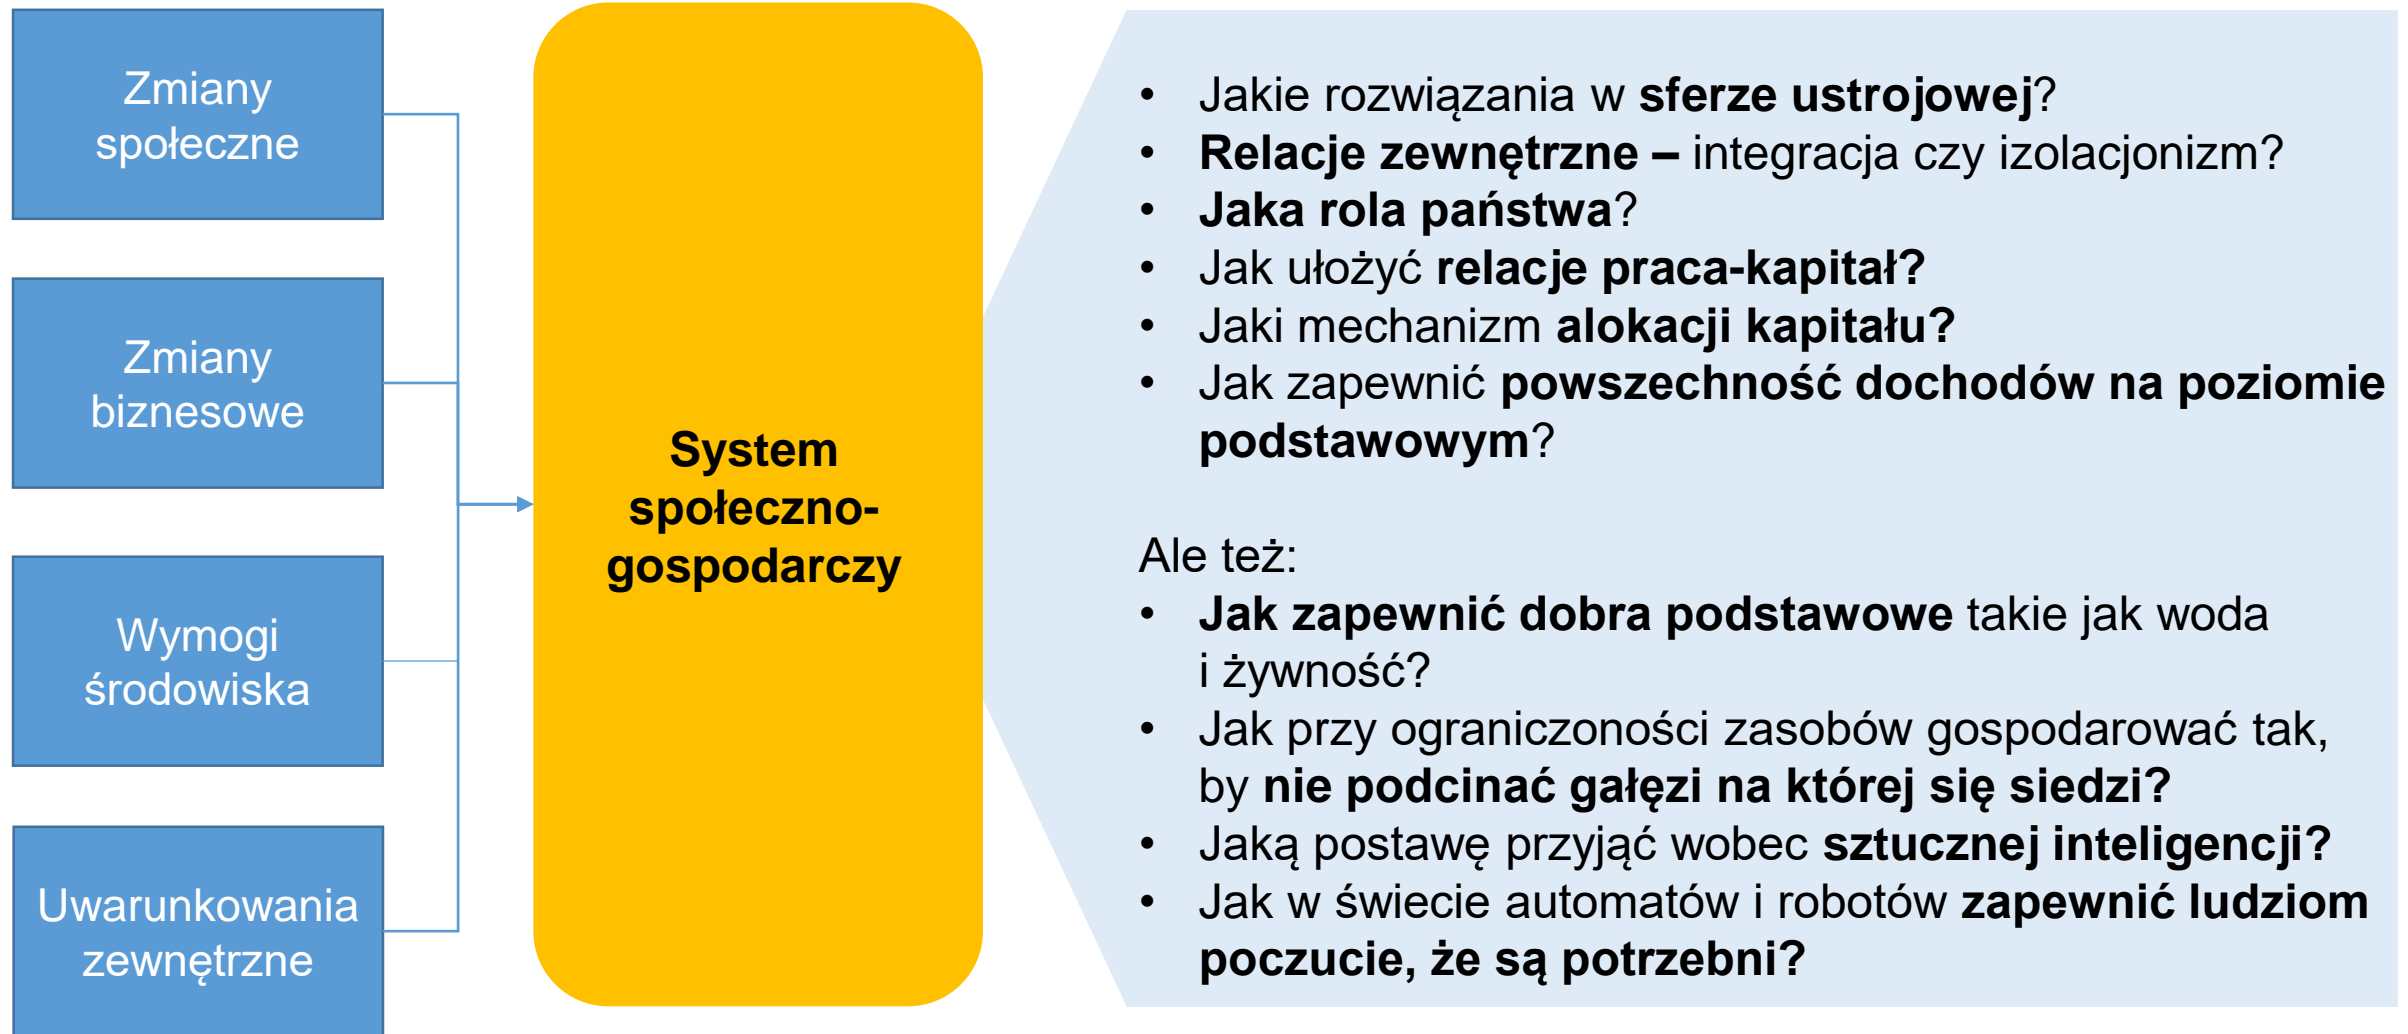 Zmiany
społeczne
Zmiany
biznesowe
Wymogi
środowiska
Uwarunkowania
zewnętrzne
System
społeczno-
gospodarczy
• Jakie rozwiązania w sferze ustrojowej?
• Relacje zewnętrzne – integracja czy izolacjonizm?
• Jaka rola państwa?
• Jak ułożyć relacje praca-kapitał?
• Jaki mechanizm alokacji kapitału?
• Jak zapewnić powszechność dochodów na poziomie
podstawowym?
Ale też:
• Jak zapewnić dobra podstawowe takie jak woda
i żywność?
• Jak przy ograniczoności zasobów gospodarować tak,
by nie podcinać gałęzi na której się siedzi?
• Jaką postawę przyjąć wobec sztucznej inteligencji?
• Jak w świecie automatów i robotów zapewnić ludziom
poczucie, że są potrzebni?